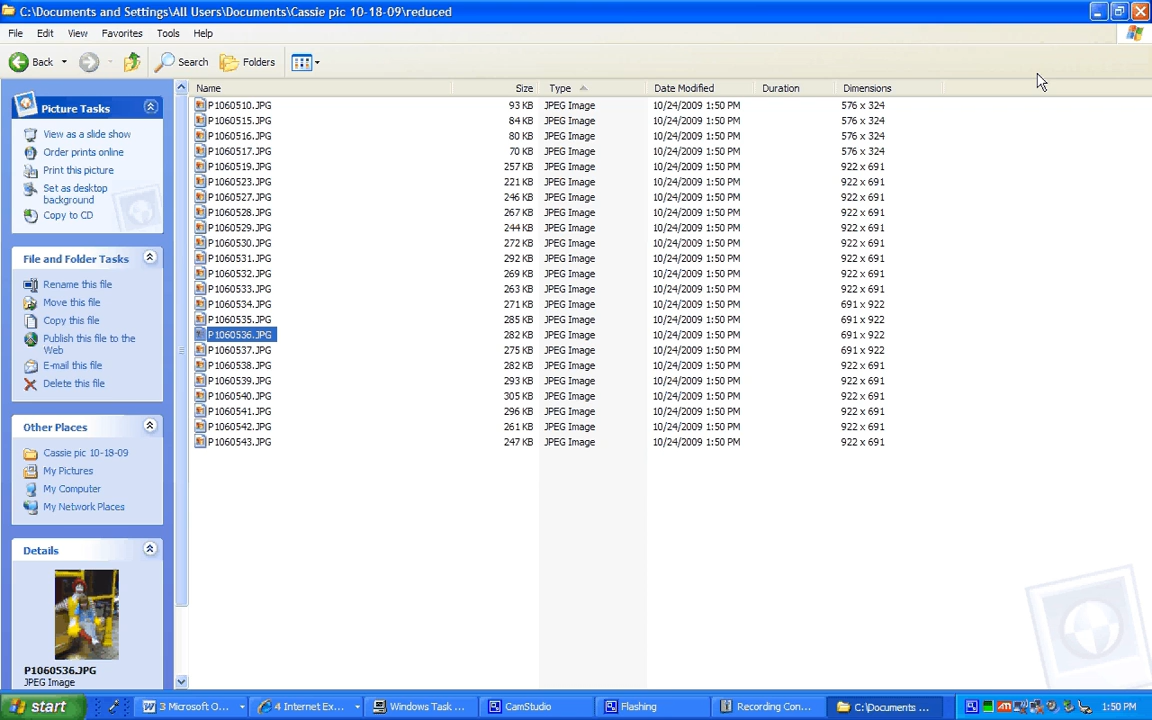 C:\Documents and Settings\All Users\Documents\Cassie pic 10-18-09\reduced
File Edit View Favorites Tools Help
Back Search Folders
Name Size Type Date Modified Duration Dimensions
P1060510.JPG 93 KB JPEG Image 10/24/2009 1:50 PM 576 x 324
P1060515.JPG 84 KB JPEG Image 10/24/2009 1:50 PM 576 x 324
P1060516.JPG 80 KB JPEG Image 10/24/2009 1:50 PM 576 x 324
P1060517.JPG 70 KB JPEG Image 10/24/2009 1:50 PM 576 x 324
P1060519.JPG 257 KB JPEG Image 10/24/2009 1:50 PM 922 x 691
P1060523.JPG 221 KB JPEG Image 10/24/2009 1:50 PM 922 x 691
P1060527.JPG 246 KB JPEG Image 10/24/2009 1:50 PM 922 x 691
P1060528.JPG 267 KB JPEG Image 10/24/2009 1:50 PM 922 x 691
P1060529.JPG 244 KB JPEG Image 10/24/2009 1:50 PM 922 x 691
P1060530.JPG 272 KB JPEG Image 10/24/2009 1:50 PM 922 x 691
P1060531.JPG 292 KB JPEG Image 10/24/2009 1:50 PM 922 x 691
P1060532.JPG 269 KB JPEG Image 10/24/2009 1:50 PM 922 x 691
P1060533.JPG 263 KB JPEG Image 10/24/2009 1:50 PM 922 x 691
P1060534.JPG 271 KB JPEG Image 10/24/2009 1:50 PM 691 x 922
P1060535.JPG 285 KB JPEG Image 10/24/2009 1:50 PM 691 x 922
P1060536.JPG 282 KB JPEG Image 10/24/2009 1:50 PM 691 x 922
P1060537.JPG 275 KB JPEG Image 10/24/2009 1:50 PM 691 x 922
P1060538.JPG 282 KB JPEG Image 10/24/2009 1:50 PM 922 x 691
P1060539.JPG 293 KB JPEG Image 10/24/2009 1:50 PM 922 x 691
P1060540.JPG 305 KB JPEG Image 10/24/2009 1:50 PM 922 x 691
P1060541.JPG 296 KB JPEG Image 10/24/2009 1:50 PM 922 x 691
P1060542.JPG 261 KB JPEG Image 10/24/2009 1:50 PM 922 x 691
P1060543.JPG 247 KB JPEG Image 10/24/2009 1:50 PM 922 x 691
Picture Tasks
View as a slide show
Order prints online
Print this picture
Set as desktop
background
Copy to CD
File and Folder Tasks
Rename this file
Move this file
Copy this file
Publish this file to the
Web
E-mail this file
Delete this file
Other Places
Cassie pic 10-18-09
My Pictures
My Computer
My Network Places
Details
P1060536.JPG
JPEG Image
start 3 Microsoft O... 4 Internet Ex... Windows Task ... CamStudio Flashing Recording Con... C:\Documents ... 1:50 PM